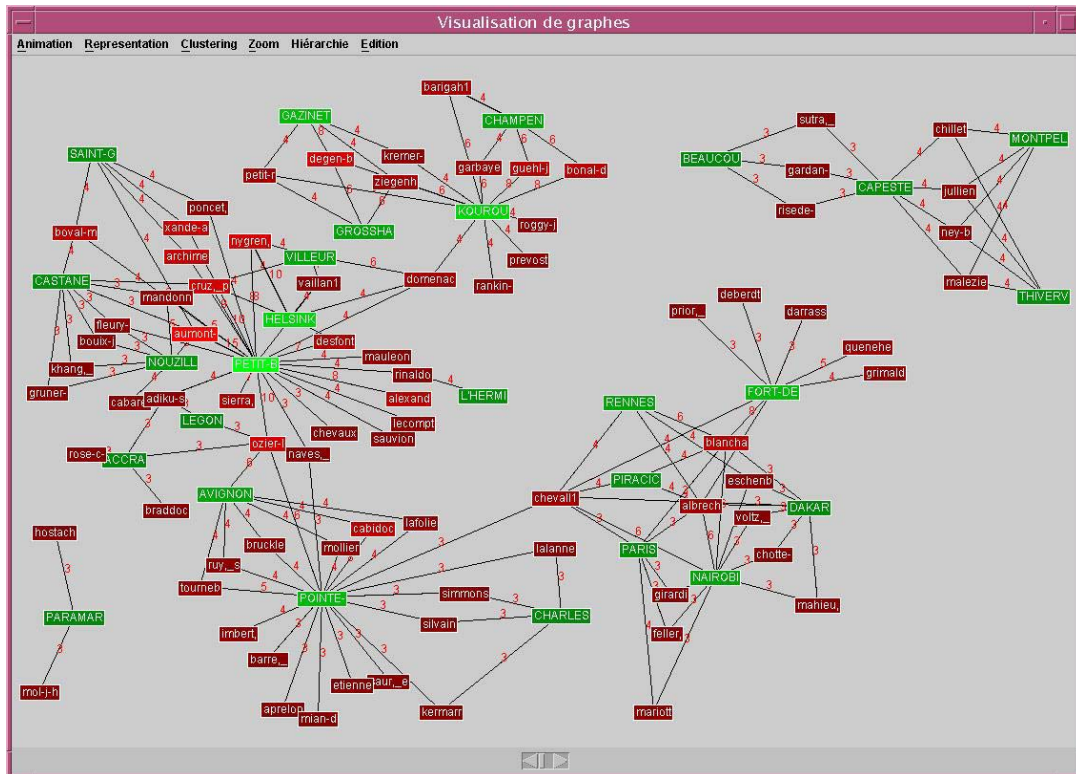 Visualisation de graphes
Animation Representation Clustering Zoom Hiérarchie Edition
barigah1
GAZINET
CHAMPEN
sutra,_
chillet
MONTPEL
SAINT-G
degen-b
kremer-
garbaye
guehl-j
bonal-d
BEAUCOU
gardan-
petit-r
ziegenh
CAPESTE
jullien
poncet,
KOUROU
risede-
xande-a
roggy-j
boval-m
nygren,
GROSSHA
ney-b
archime
VILLEUR
prevost
CASTANE
cruz,_p
vaillan1
domenac
rankin-
malezie
mandonn
THIVERV
deberdt
prior,_
darrass
fleury-
HELSINK
aumont-
bouix-j
desfont
quenehe
NOUZILL
PETIT-B
mauleon
khang,_
rinaldo
grimald
gruner-
L'HERMI
FORT-DE
cabare
adiku-s
sierra,
alexand
RENNES
LEGON
lecompt
chevaux
sauvion
ozier-l
blancha
rose-c-
ACCRA
naves,_
PIRACIC
eschenb
AVIGNON
chevall1
albrech
DAKAR
braddoc
lafolie
voltz,_
cabidoc
hostach
bruckle
mollier
lalanne
PARIS
chotte-
ruy,_s
NAIROBI
tourneb
simmons
girardi
POINTE-
mahieu,
PARAMAR
silvain
CHARLES
imbert,
feller,
barre,_
etienne
aur,_e
mol-j-h
aprelop
mian-d
kermarr
mariott